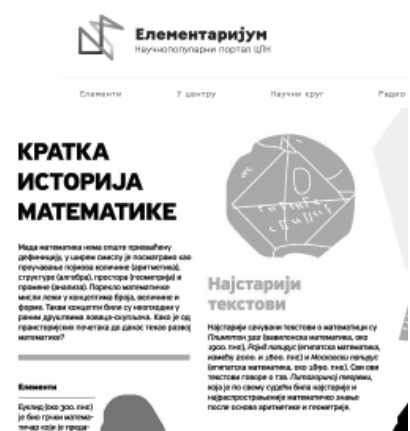 Елементаријум
Научнопопуларни портал ЦПН
Елементи
У центру
Научни круг
Радио
КРАТКА
ИСТОРИЈА
МАТЕМАТИКЕ
Мада математика нема опште прихваћену
дефиницију, у ширем смислу је посматрано као
проучавање појмова количине (аритметика),
структуре (алгебра), простора (геометрија) и
промене (анализа). Порекло математичке
мисли лежи у концептима броја, величине и
форме. Такви концепти били су неопходни у
раним друштвима ловаца-скупљача. Како је од
праисторијских почетака до данас текао развој
математике?
Најстарији
текстови
Најстарији сачувани текстови о математици су
Плимптон 322 (вавилонска математика, око
1900. пне), Рајнд папирус (египатска математика,
између 2000. и 1800. пне) и Московски папирус
(египатска математика, око 1890. пне). Сви ови
текстови говоре о тзв. Питагориној теореми,
која је по свему судећи била најстарије и
најраспрострањеније математичко знање
после основа аритметике и геометрије.
Елементи
Еуклид (око 300. пне)
је био грчки матема-
тичар који је преда-